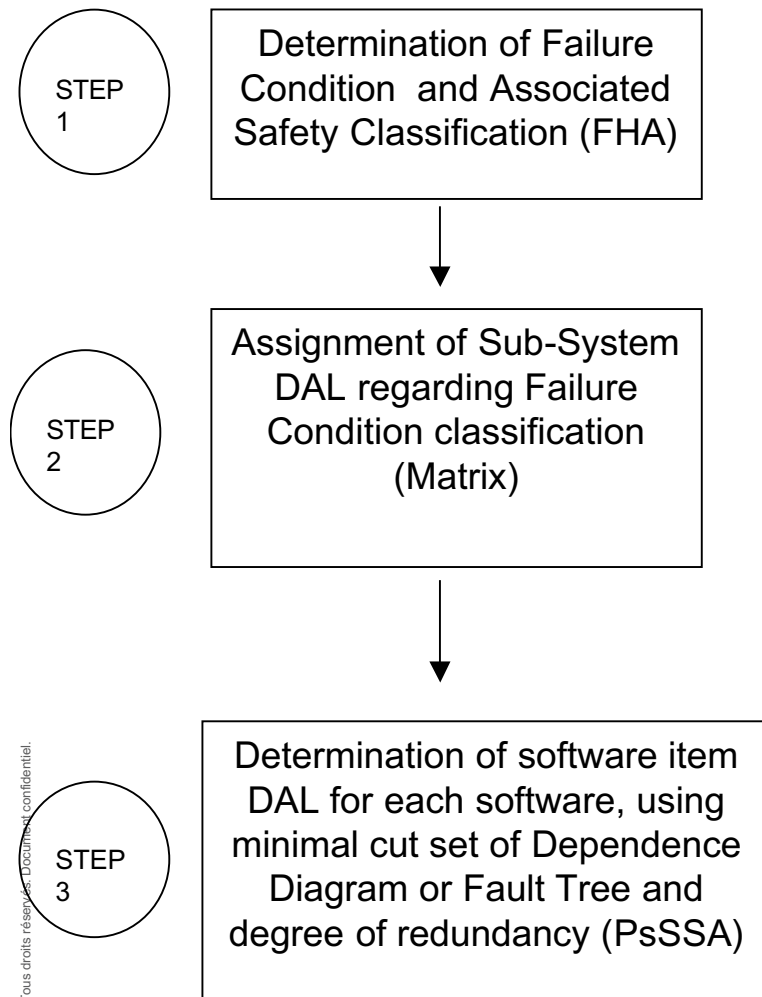 STEP
1
Determination of Failure
Condition and Associated
Safety Classification (FHA)
STEP
2
Assignment of Sub-System
DAL regarding Failure
Condition classification
(Matrix)
STEP
3
Determination of software item
DAL for each software, using
minimal cut set of Dependence
Diagram or Fault Tree and
degree of redundancy (PsSSA)
ous droits réservés. Document confidentiel.